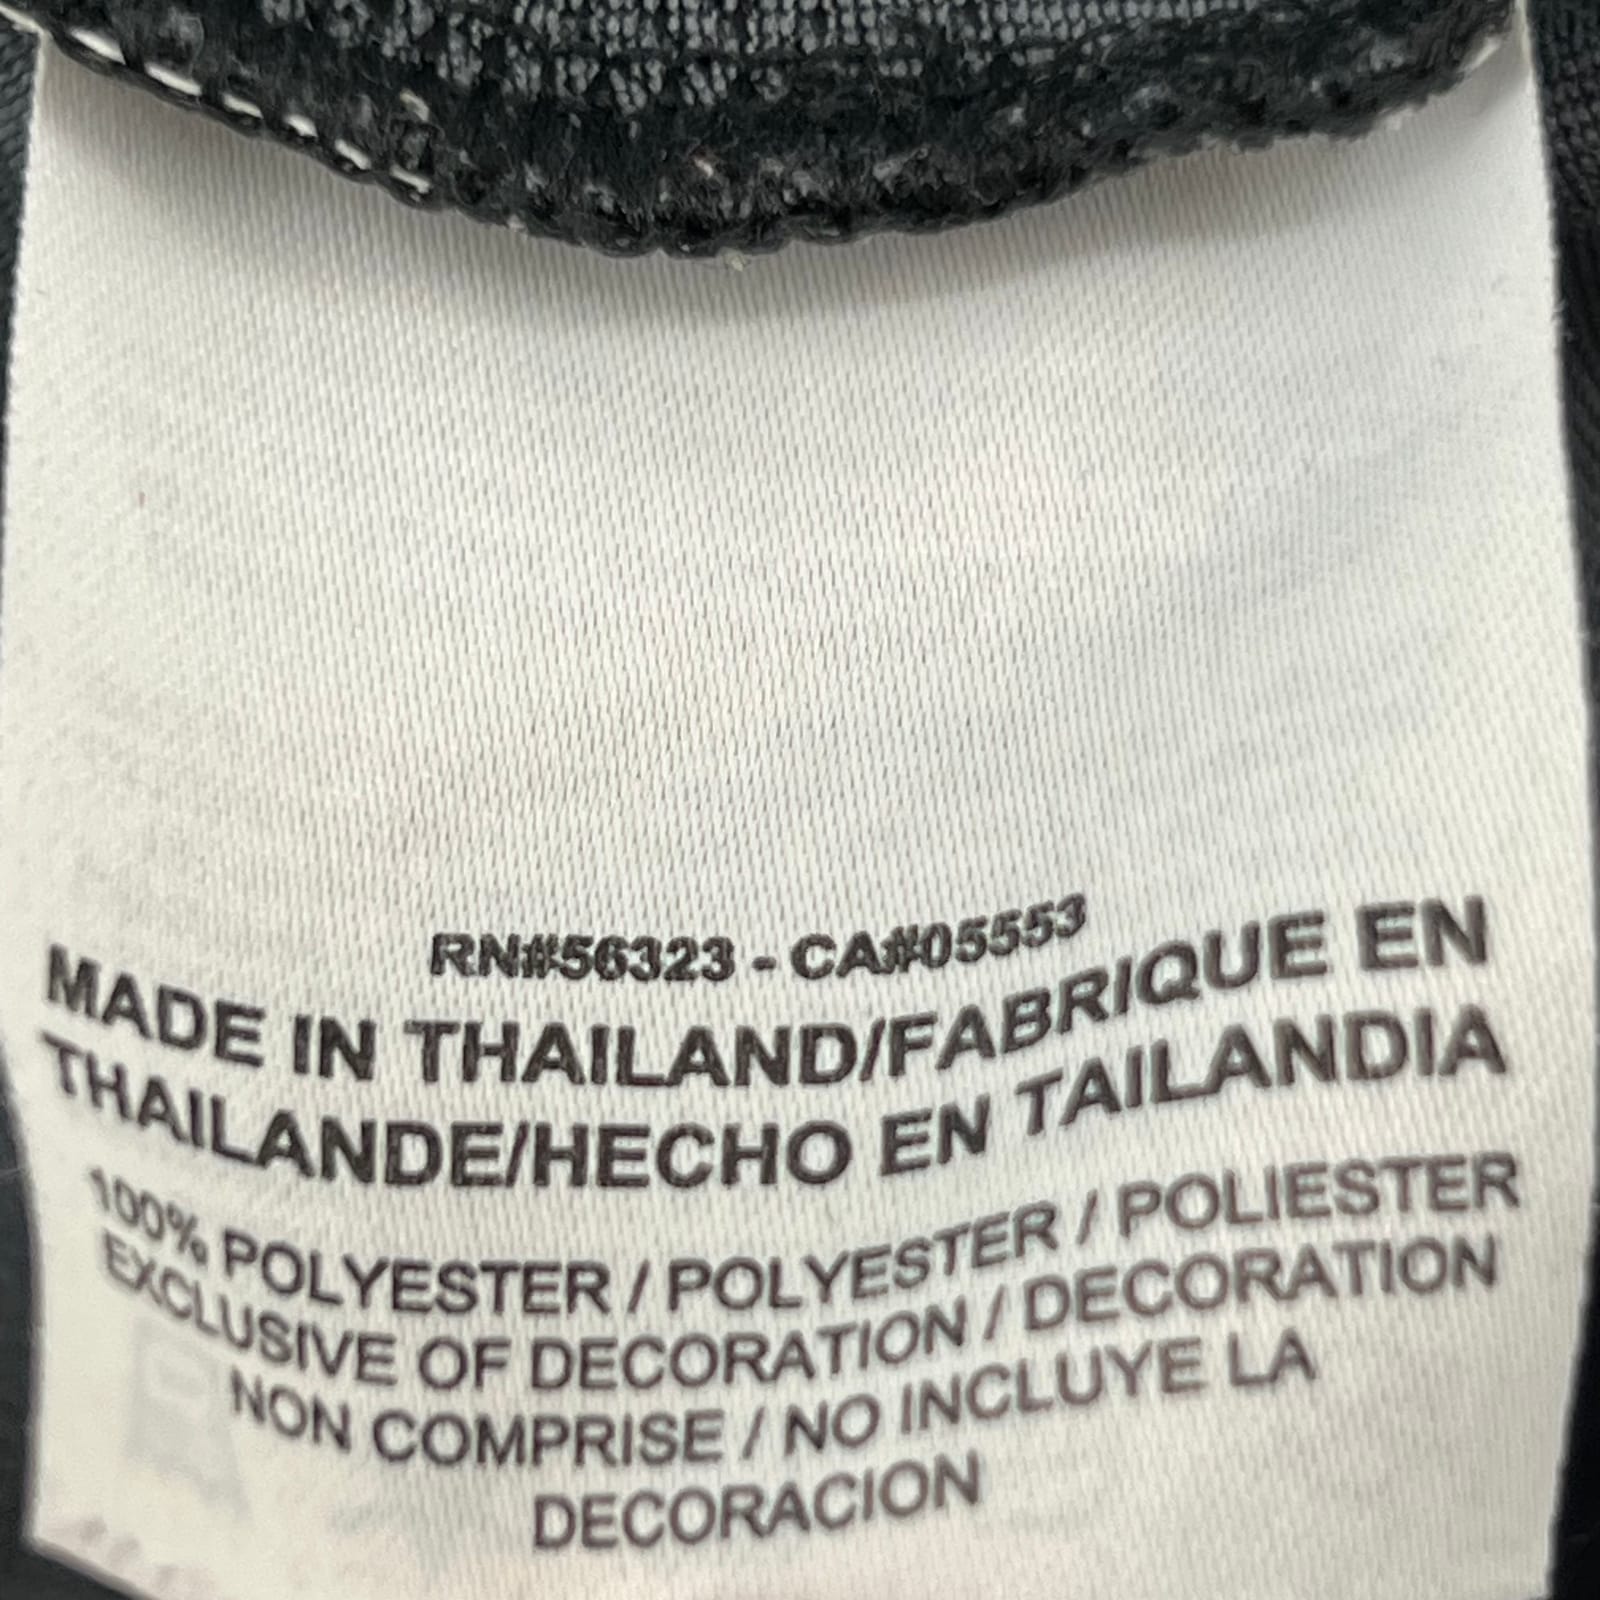 RN#56323 - CA#05553
MADE IN THAILAND/FABRIQUE EN
THAILANDE/HECHO EN TAILANDIA
100% POLYESTER / POLYESTER / POLIESTER
EXCLUSIVE OF DECORATION / DECORATION
NON COMPRISE / NO INCLUYE LA
DECORACION